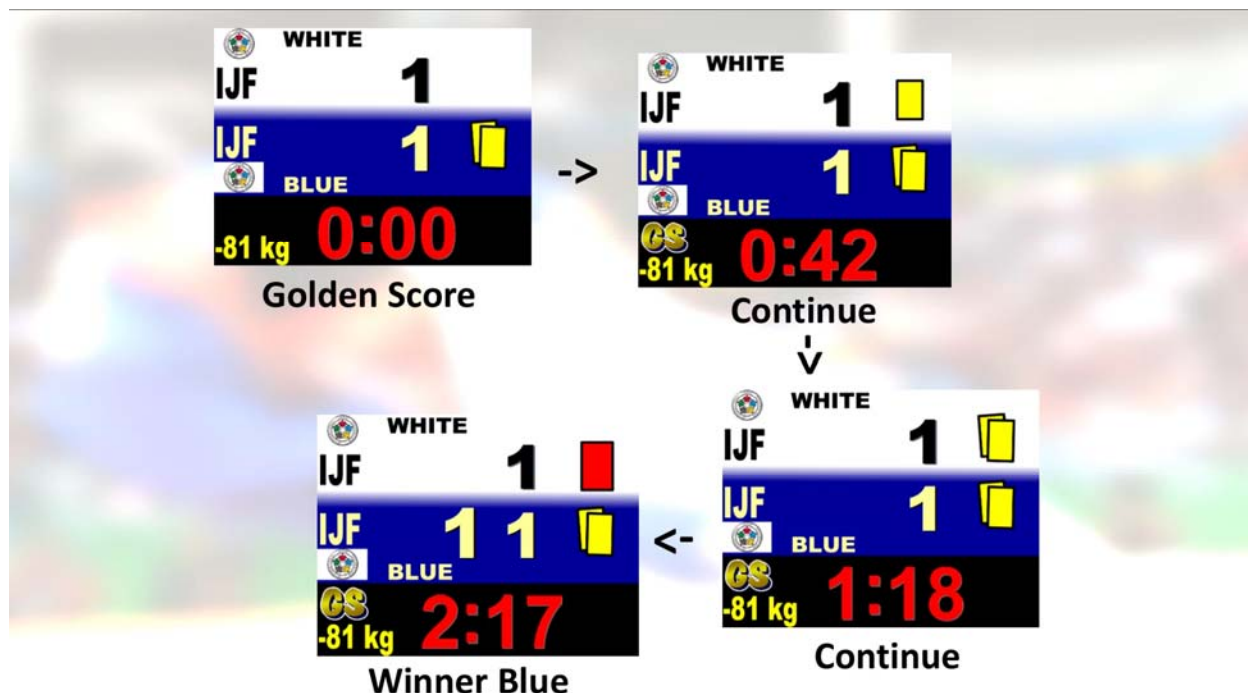 WHITE
IJF 1
IJF 1
BLUE
-81 kg 0:00
Golden Score
->
WHITE
IJF 1
IJF 1
BLUE
GS
-81 kg 0:42
Continue
->
WHITE
IJF 1
IJF 1
BLUE
GS
-81 kg 1:18
Continue
<-
WHITE
IJF 1
IJF 1 1
BLUE
GS
-81 kg 2:17
Winner Blue